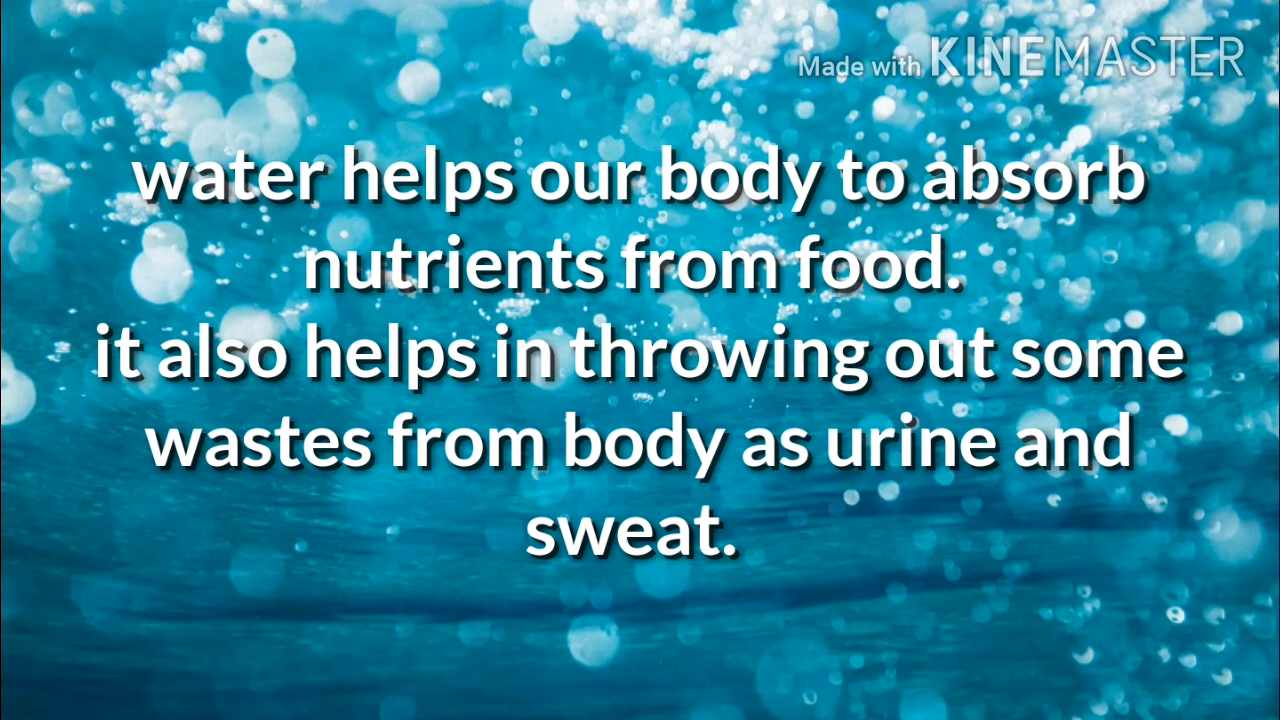 Made with KINEMASTER
water helps our body to absorb
nutrients from food.
it also helps in throwing out some
wastes from body as urine and
sweat.